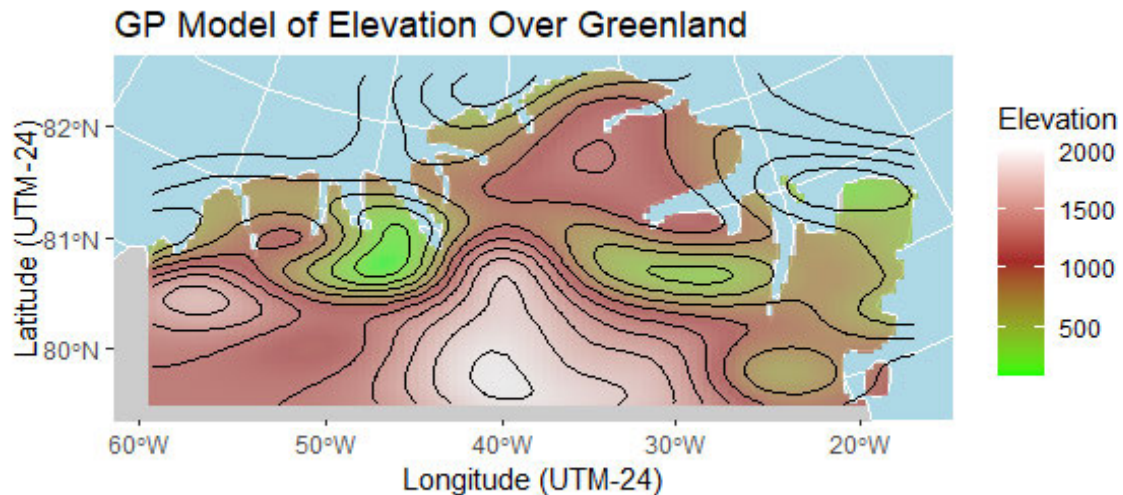 GP Model of Elevation Over Greenland
Latitude (UTM-24)
82°N
81°N
80°N
60°W 50°W 40°W 30°W 20°W
Longitude (UTM-24)
Elevation
2000
1500
1000
500